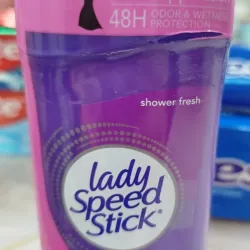 48H ODOR & WETNESS
PROTECTION
shower fresh
lady
Speed
Stick®